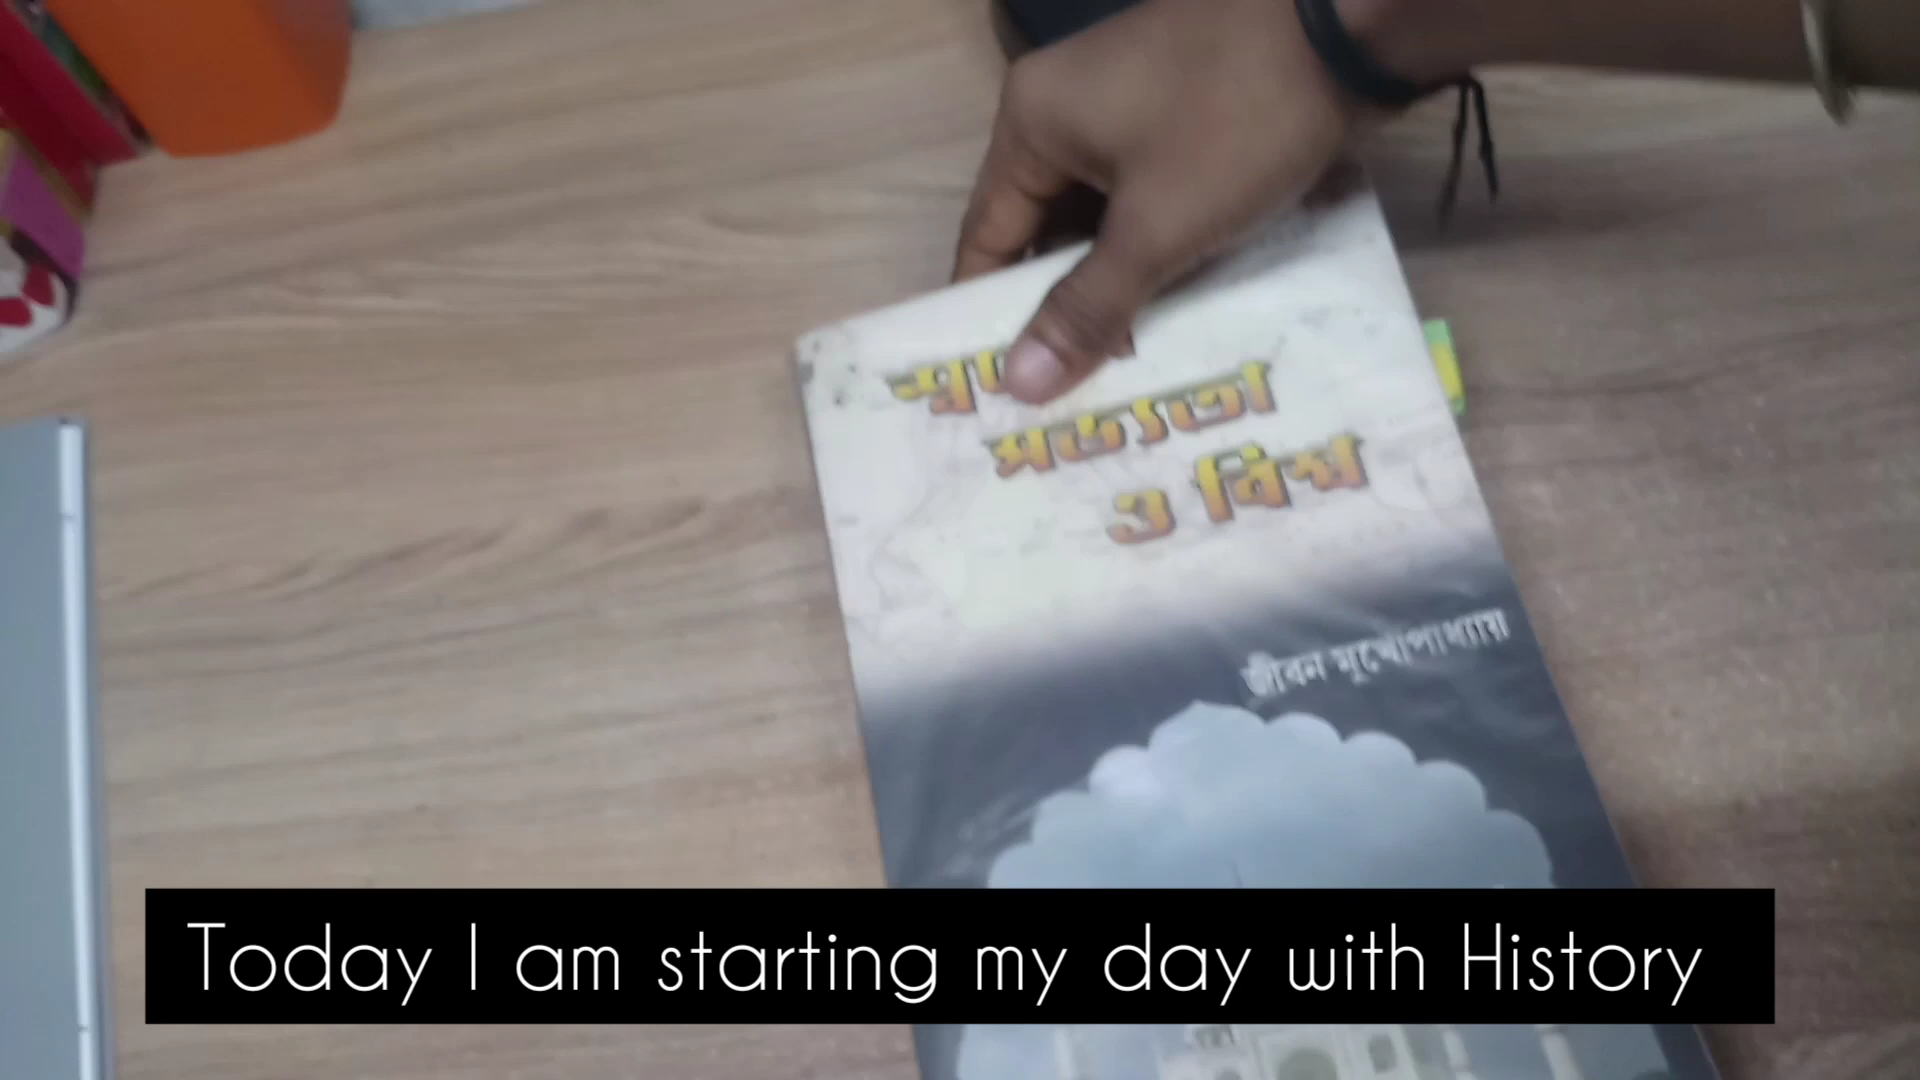 সভ্যতা
ও বিশ্ব
জীবন মুখোপাধ্যায়
Today I am starting my day with History